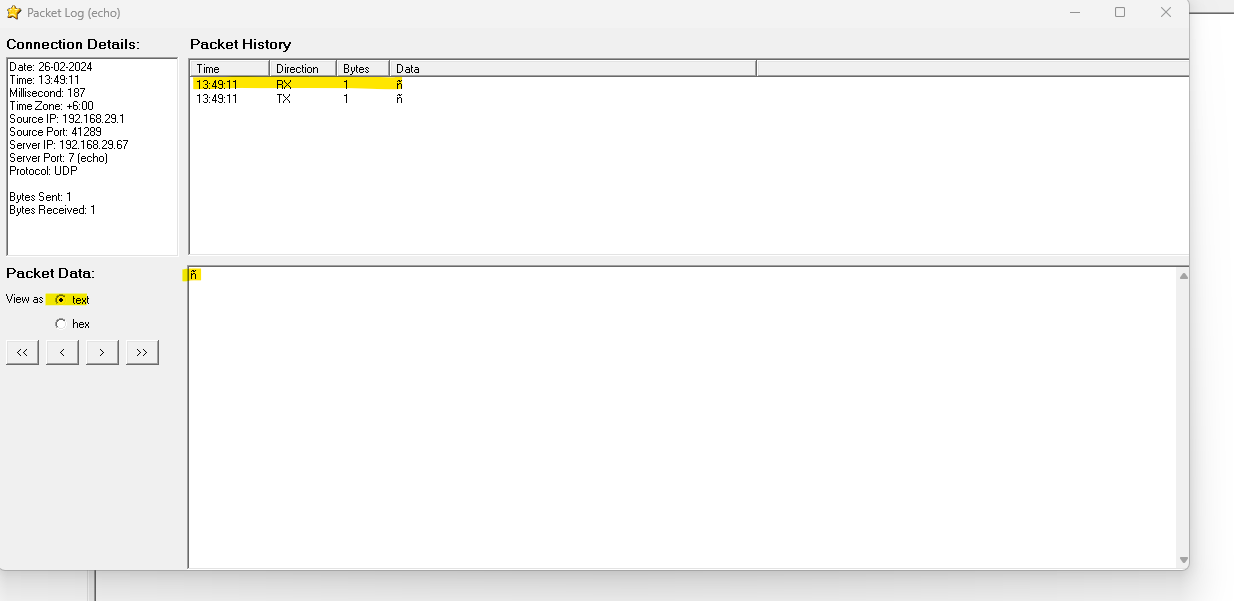 Packet Log (echo)
Connection Details:
Date: 26-02-2024
Time: 13:49:11
Millisecond: 187
Time Zone: +6:00
Source IP: 192.168.29.1
Source Port: 41289
Server IP: 192.168.29.67
Server Port: 7 (echo)
Protocol: UDP
Bytes Sent: 1
Bytes Received: 1
Packet History
Time Direction Bytes Data
13:49:11 RX 1 ñ
13:49:11 TX 1 ñ
Packet Data:
View as text
hex
<< < > >>
ñ